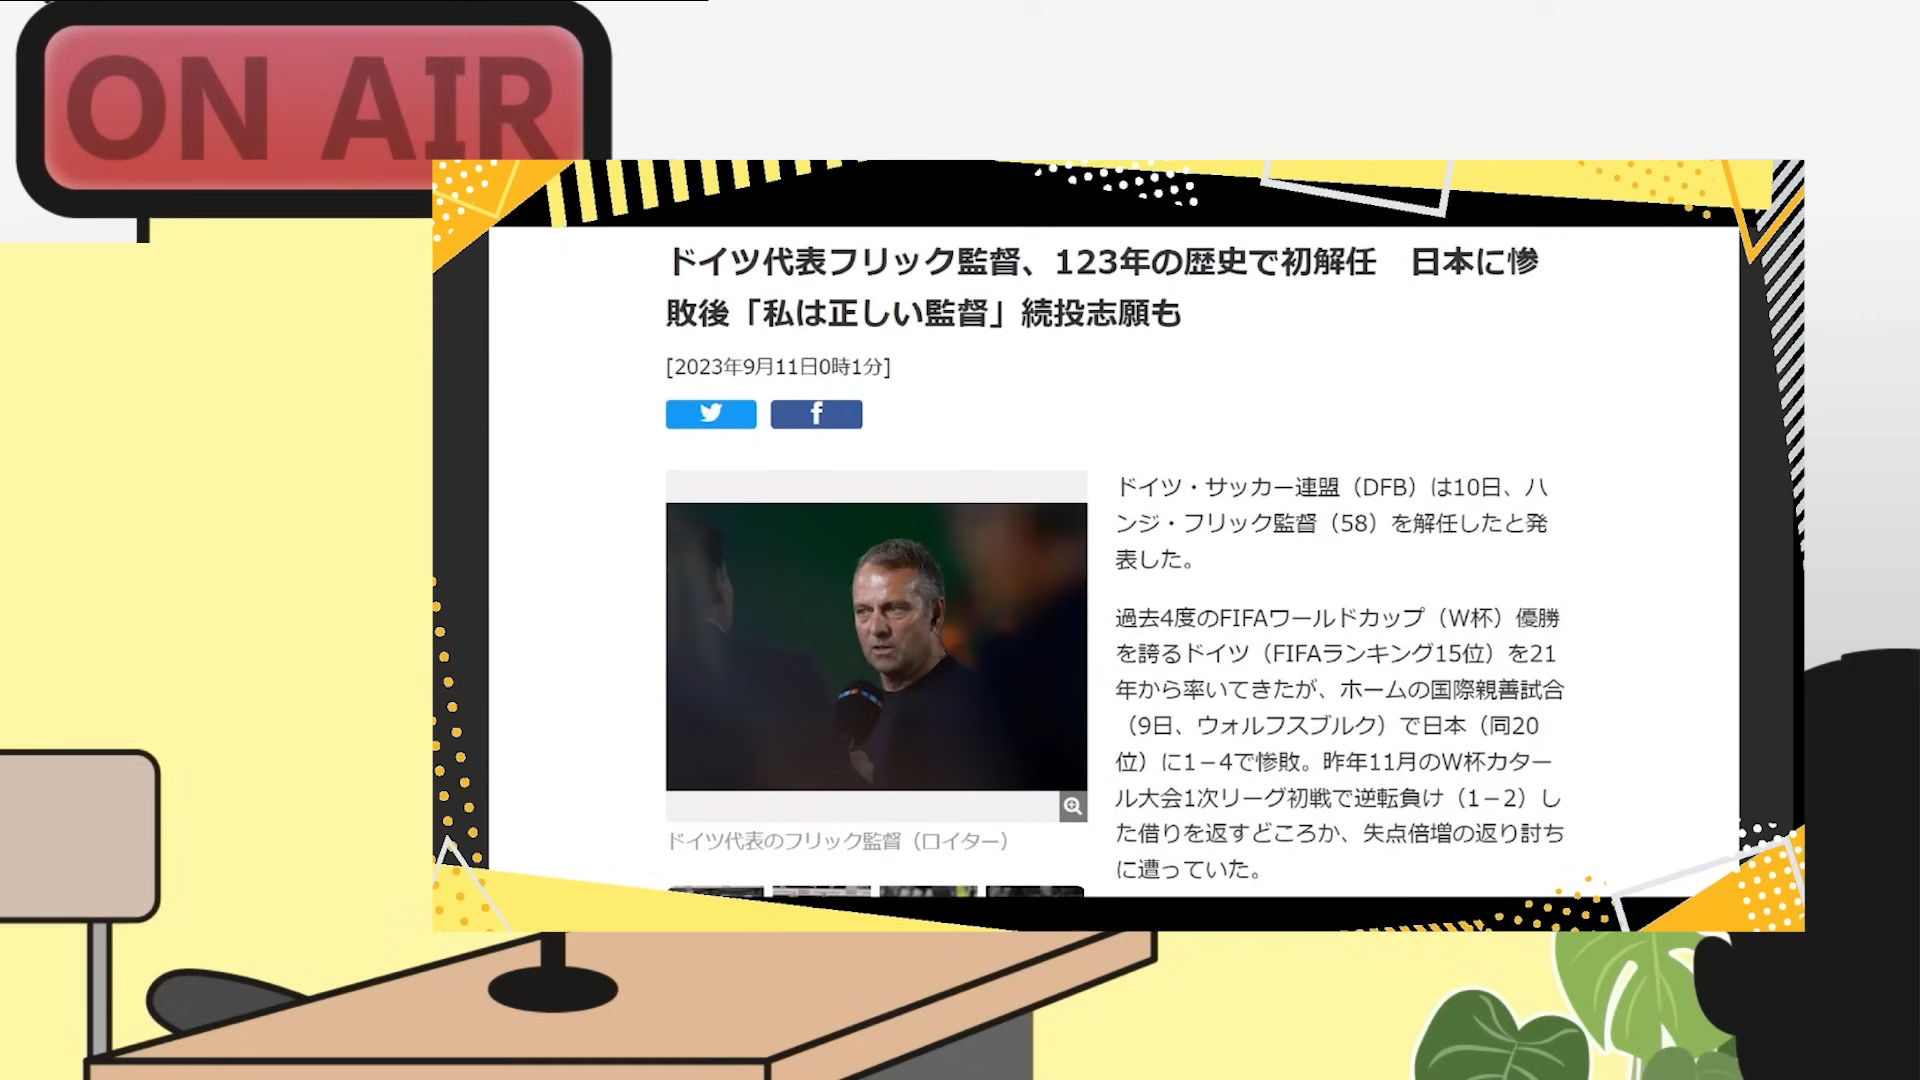 ON AIR
ドイツ代表フリック監督、123年の歴史で初解任　日本に惨
敗後「私は正しい監督」続投志願も
[2023年9月11日0時1分]
ドイツ・サッカー連盟（DFB）は10日、ハ
ンジ・フリック監督（58）を解任したと発
表した。
過去4度のFIFAワールドカップ（W杯）優勝
を誇るドイツ（FIFAランキング15位）を21
年から率いてきたが、ホームの国際親善試合
（9日、ウォルフスブルク）で日本（同20
位）に1－4で惨敗。昨年11月のW杯カター
ル大会1次リーグ初戦で逆転負け（1－2）し
た借りを返すどころか、失点倍増の返り討ち
に遭っていた。
ドイツ代表のフリック監督（ロイター）